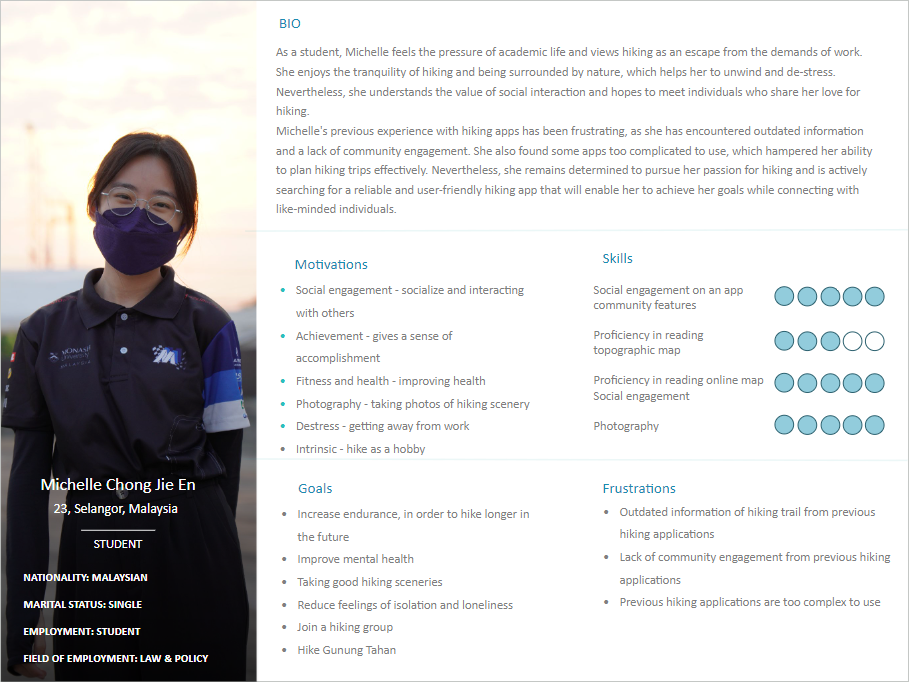 BIO
As a student, Michelle feels the pressure of academic life and views hiking as an escape from the demands of work.
She enjoys the tranquility of hiking and being surrounded by nature, which helps her to unwind and de-stress.
Nevertheless, she understands the value of social interaction and hopes to meet individuals who share her love for
hiking.
Michelle's previous experience with hiking apps has been frustrating, as she has encountered outdated information
and a lack of community engagement. She also found some apps too complicated to use, which hampered her ability
to plan hiking trips effectively. Nevertheless, she remains determined to pursue her passion for hiking and is actively
searching for a reliable and user-friendly hiking app that will enable her to achieve her goals while connecting with
like-minded individuals.
Motivations
• Social engagement - socialize and interacting
with others
• Achievement - gives a sense of
accomplishment
• Fitness and health - improving health
• Photography - taking photos of hiking scenery
• Destress - getting away from work
• Intrinsic - hike as a hobby
Skills
Social engagement on an app
community features
Proficiency in reading
topographic map
Proficiency in reading online map
Social engagement
Photography
MONASH
University
Michelle Chong Jie En
23, Selangor, Malaysia
STUDENT
NATIONALITY: MALAYSIAN
MARITAL STATUS: SINGLE
EMPLOYMENT: STUDENT
FIELD OF EMPLOYMENT: LAW & POLICY
Goals
• Increase endurance, in order to hike longer in
the future
• Improve mental health
• Taking good hiking sceneries
• Reduce feelings of isolation and loneliness
• Join a hiking group
• Hike Gunung Tahan
Frustrations
• Outdated information of hiking trail from previous
hiking applications
• Lack of community engagement from previous hiking
applications
• Previous hiking applications are too complex to use